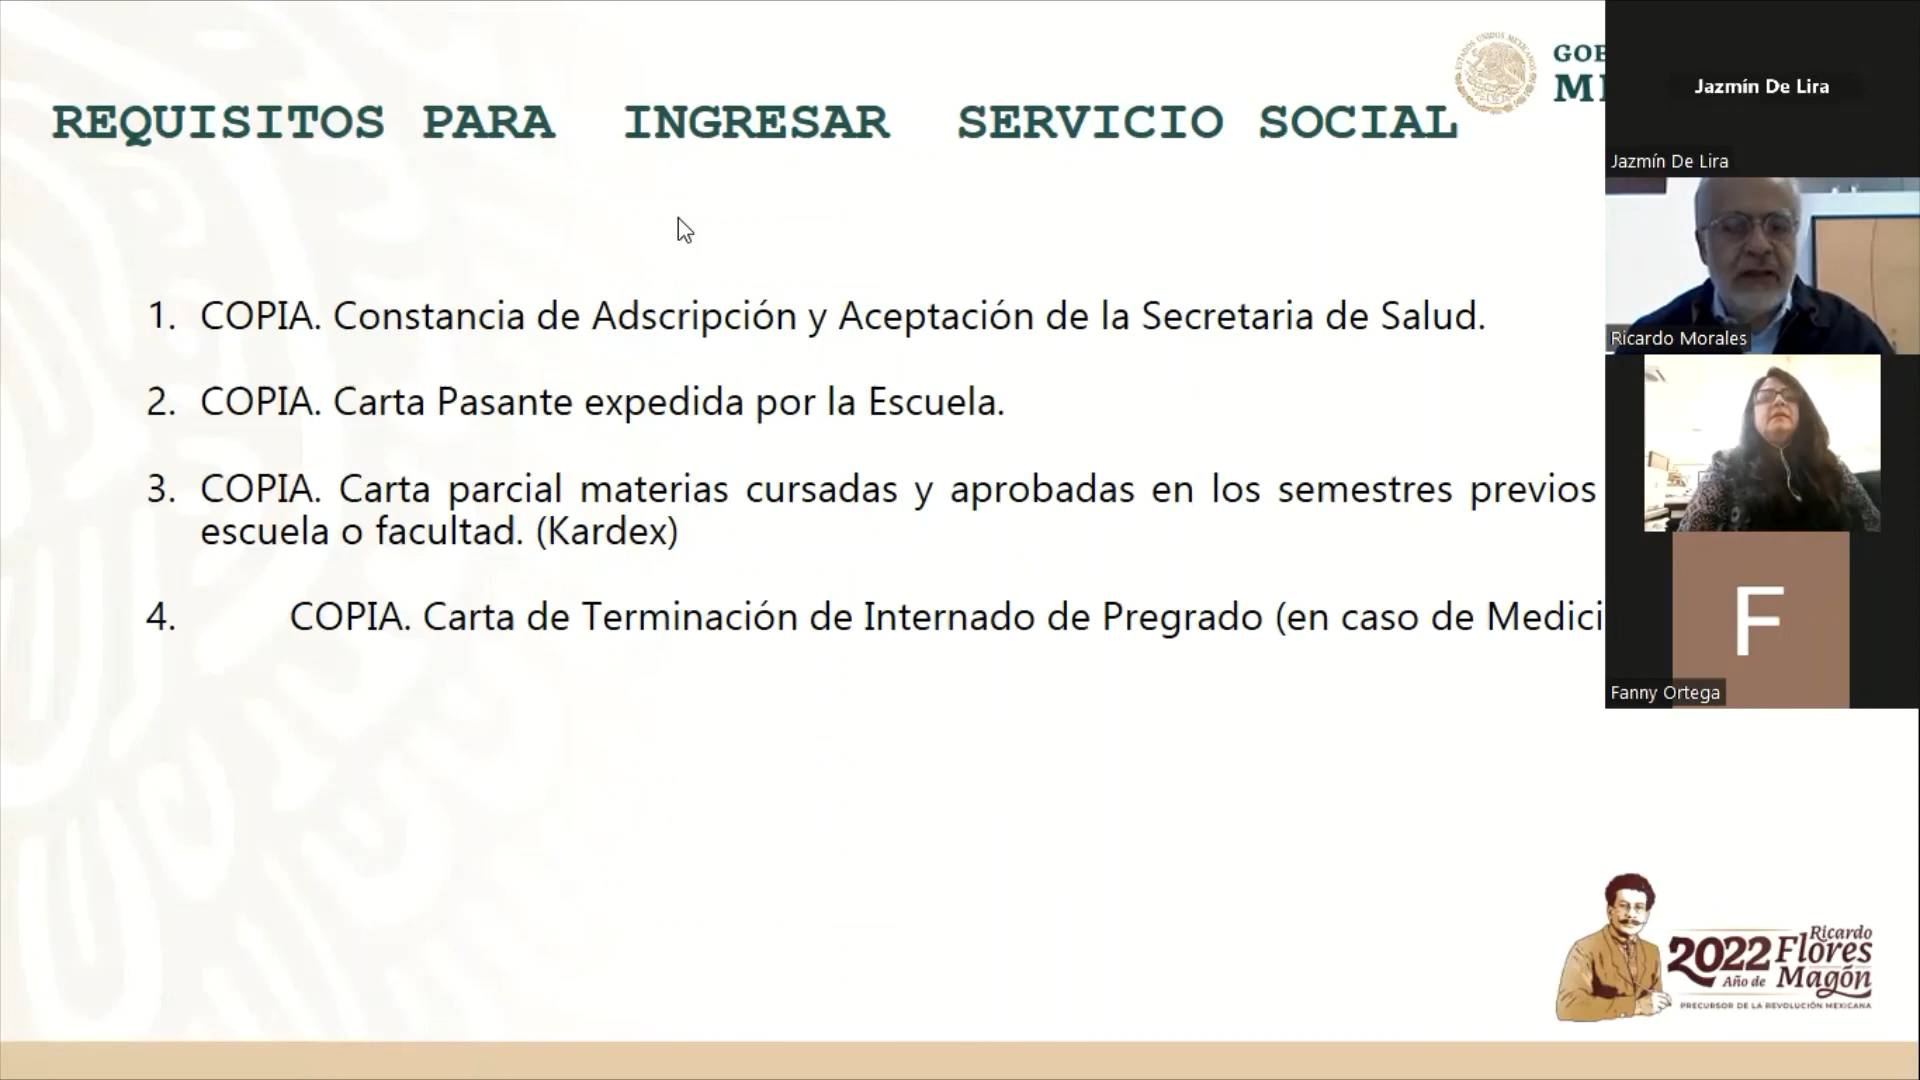 REQUISITOS PARA INGRESAR SERVICIO SOCIAL
1. COPIA. Constancia de Adscripción y Aceptación de la Secretaria de Salud.
2. COPIA. Carta Pasante expedida por la Escuela.
3. COPIA. Carta parcial materias cursadas y aprobadas en los semestres previos
escuela o facultad. (Kardex)
4. COPIA. Carta de Terminación de Internado de Pregrado (en caso de Medici
Jazmín De Lira
Jazmín De Lira
Ricardo Morales
F
Fanny Ortega
2022 Ricardo
Flores
Año de Magón
PRECURSOR DE LA REVOLUCIÓN MEXICANA